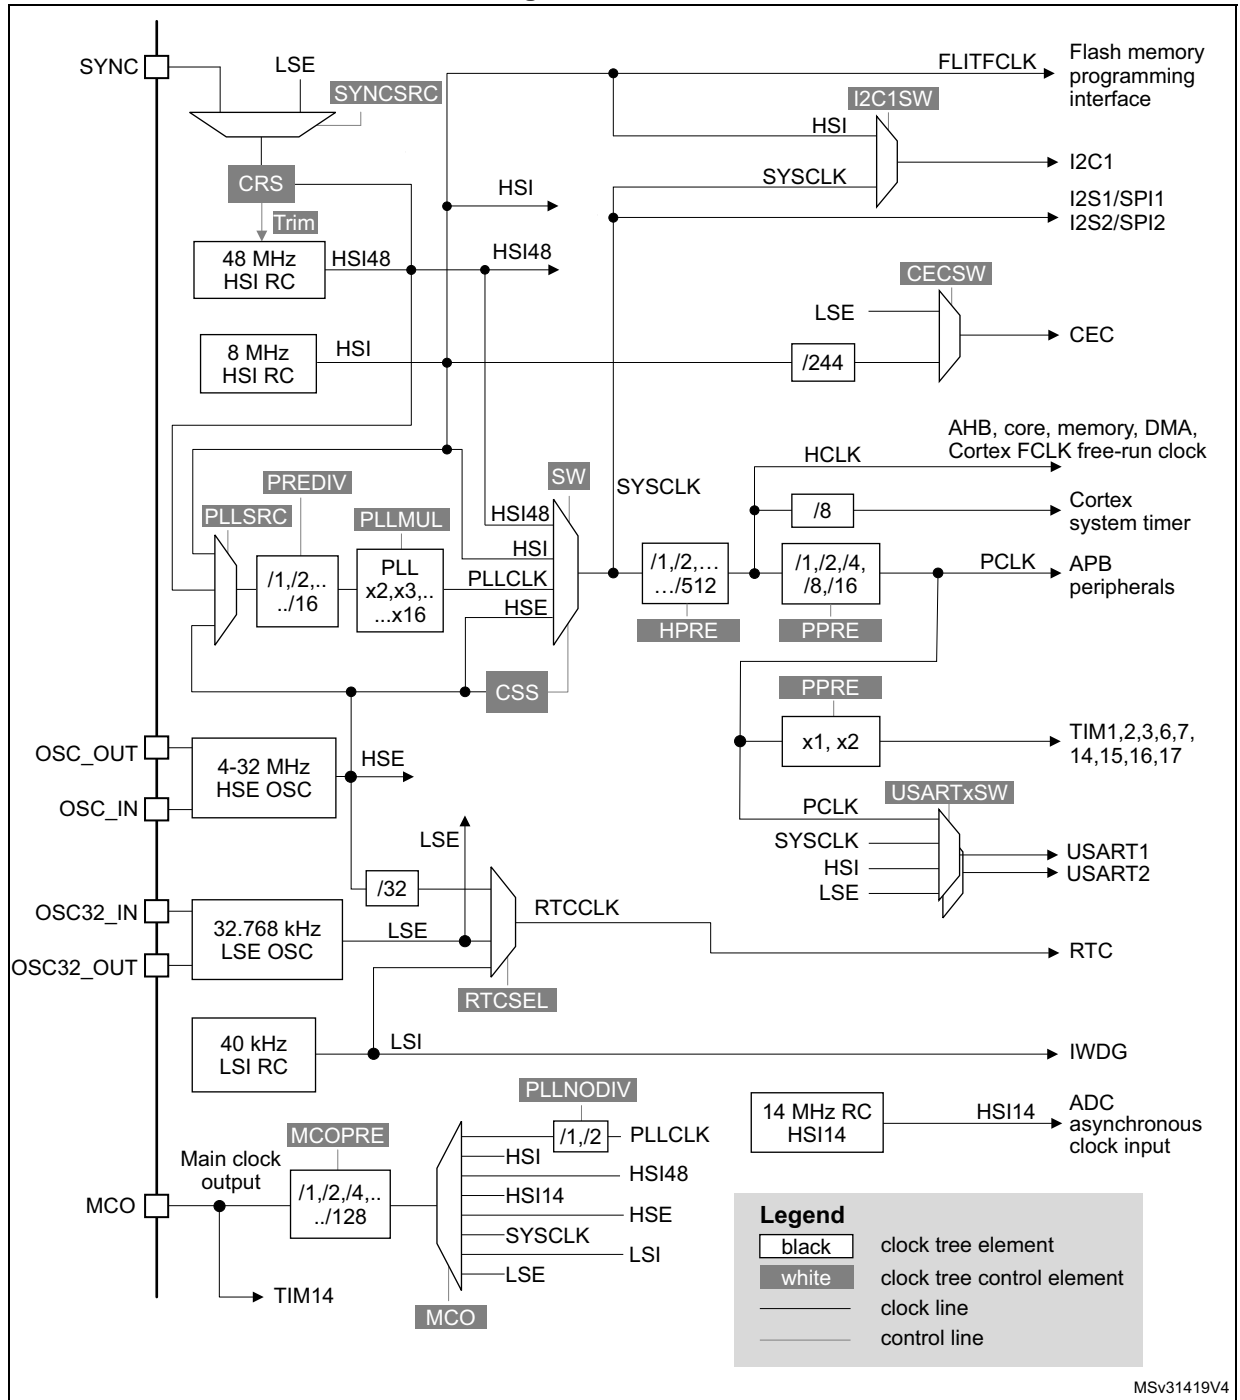 SYNC
LSE
SYNCSRC
CRS
Trim
48 MHz
HSI RC
HSI48
HSI
HSI48
8 MHz
HSI RC
HSI
FLITFCLK
Flash memory
programming
interface
I2C1SW
HSI
SYSCLK
I2C1
I2S1/SPI1
I2S2/SPI2
CECSW
LSE
/244
CEC
AHB, core, memory, DMA,
Cortex FCLK free-run clock
HCLK
/8
Cortex
system timer
PLLSRC
PREDIV
/1,/2,..
../16
PLLMUL
PLL
x2,x3,..
...x16
SW
HSI48
HSI
PLLCLK
HSE
SYSCLK
/1,/2,…
…/512
HPRE
/1,/2,/4,
/8,/16
PPRE
PCLK
APB
peripherals
CSS
PPRE
x1, x2
TIM1,2,3,6,7,
14,15,16,17
OSC_OUT
OSC_IN
4-32 MHz
HSE OSC
HSE
USARTxSW
PCLK
SYSCLK
HSI
LSE
USART1
USART2
LSE
/32
OSC32_IN
OSC32_OUT
32.768 kHz
LSE OSC
LSE
RTCCLK
RTCSEL
RTC
40 kHz
LSI RC
LSI
IWDG
PLLNODIV
/1,/2
PLLCLK
HSI
HSI48
HSI14
HSE
SYSCLK
LSI
LSE
MCO
14 MHz RC
HSI14
HSI14
ADC
asynchronous
clock input
MCO
Main clock
output
MCOPRE
/1,/2,/4,..
../128
TIM14
Legend
black
clock tree element
white
clock tree control element
clock line
control line
MSv31419V4